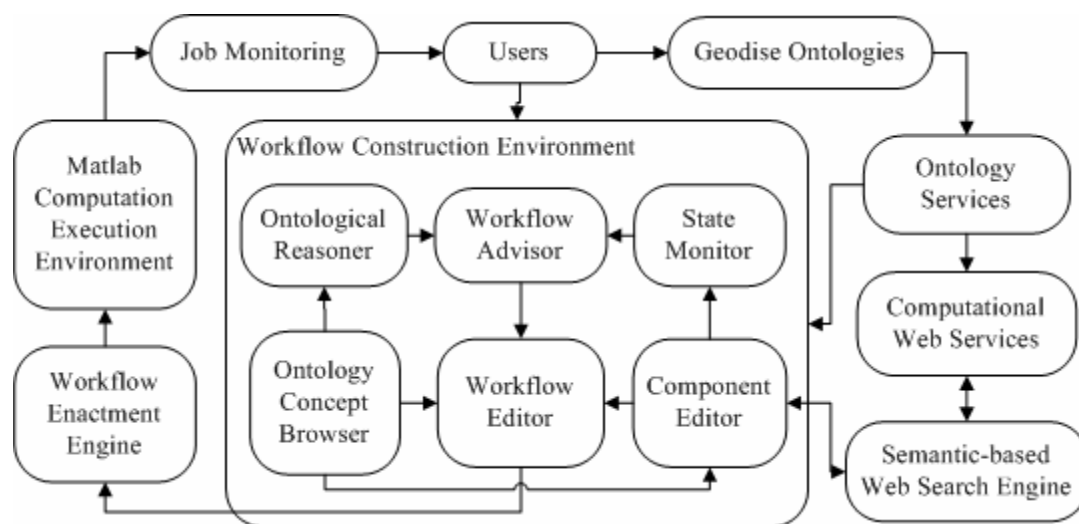 Job Monitoring
Users
Geodise Ontologies
Workflow Construction Environment
Matlab
Computation
Execution
Environment
Ontological
Reasoner
Workflow
Advisor
State
Monitor
Ontology
Services
Computational
Web Services
Workflow
Enactment
Engine
Ontology
Concept
Browser
Workflow
Editor
Component
Editor
Semantic-based
Web Search Engine